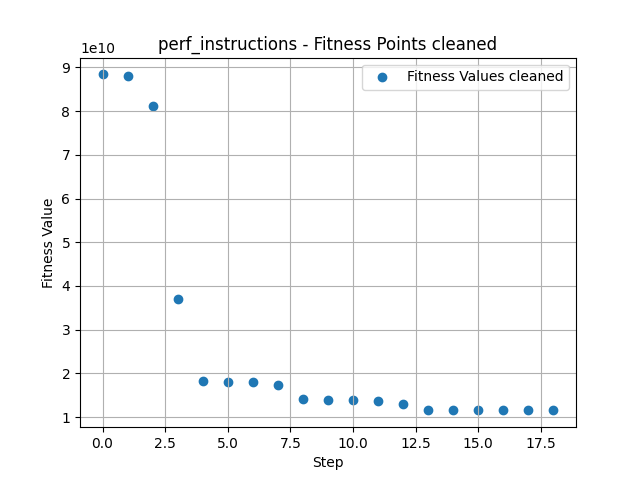 perf_instructions - Fitness Points cleaned
1e10
Fitness Values cleaned
9
8
7
6
5
4
3
2
1
Fitness Value
0.0 2.5 5.0 7.5 10.0 12.5 15.0 17.5
Step